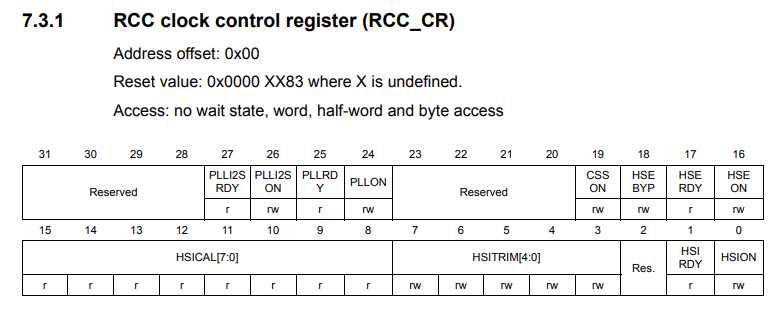 7.3.1 RCC clock control register (RCC_CR)
Address offset: 0x00
Reset value: 0x0000 XX83 where X is undefined.
Access: no wait state, word, half-word and byte access
31 30 29 28 27 26 25 24 23 22 21 20 19 18 17 16
Reserved PLLI2S RDY PLLI2S ON PLLRD Y PLLON Reserved CSS ON HSE BYP HSE RDY HSE ON
r rw r rw rw rw r rw
15 14 13 12 11 10 9 8 7 6 5 4 3 2 1 0
HSICAL[7:0] HSITRIM[4:0] Res. HSI RDY HSION
r r r r r r r r rw rw rw rw rw r rw